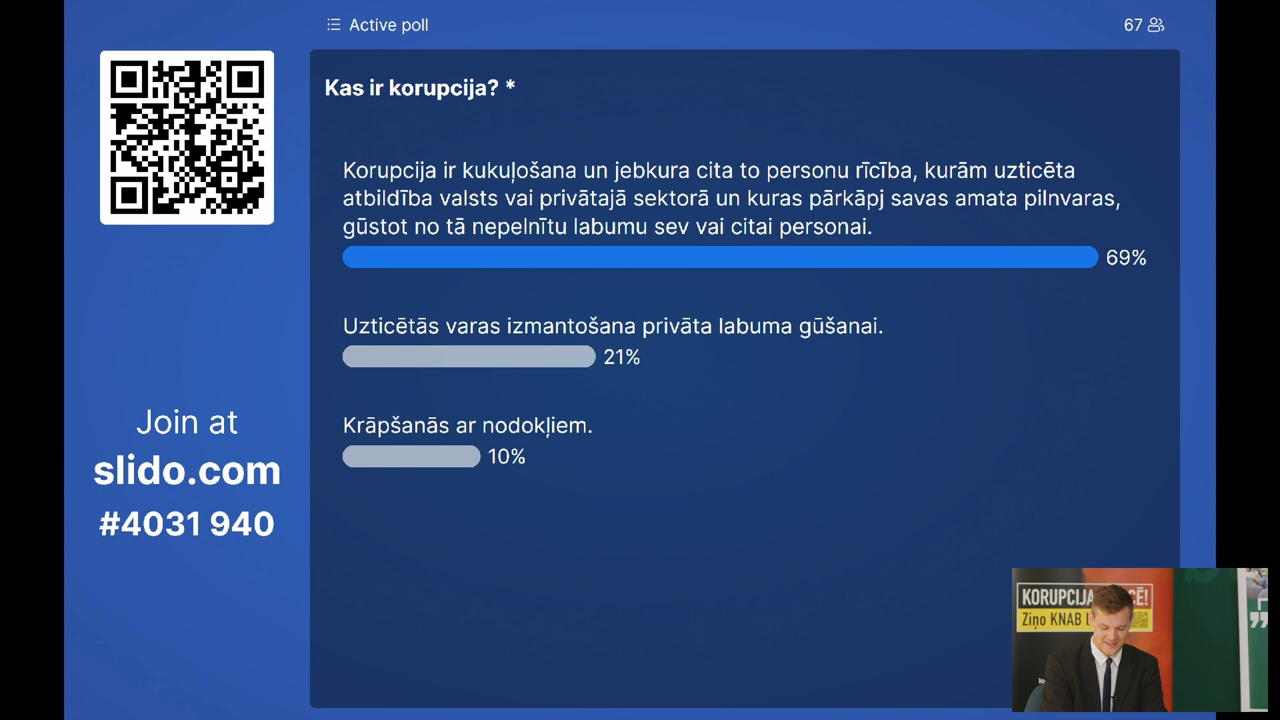 Active poll
67
Kas ir korupcija? *
Korupcija ir kukuļošana un jebkura cita to personu rīcība, kurām uzticēta
atbildība valsts vai privātajā sektorā un kuras pārkāpj savas amata pilnvaras,
gūstot no tā nepelnītu labumu sev vai citai personai.
69%
Uzticētās varas izmantošana privāta labuma gūšanai.
21%
Krāpšanās ar nodokļiem.
10%
Join at
slido.com
#4031 940
KORUPCIJA
Ziņo KNAB